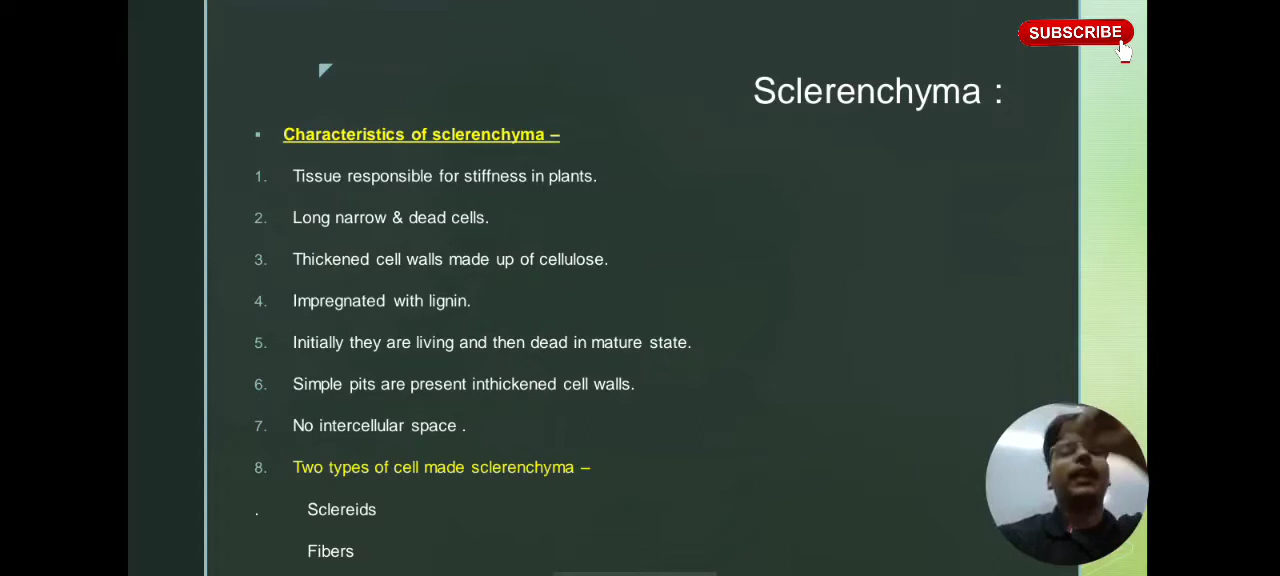 SUBSCRIBE
Sclerenchyma :
▪ Characteristics of sclerenchyma –
1. Tissue responsible for stiffness in plants.
2. Long narrow & dead cells.
3. Thickened cell walls made up of cellulose.
4. Impregnated with lignin.
5. Initially they are living and then dead in mature state.
6. Simple pits are present inthickened cell walls.
7. No intercellular space .
8. Two types of cell made sclerenchyma –
. Sclereids
Fibers